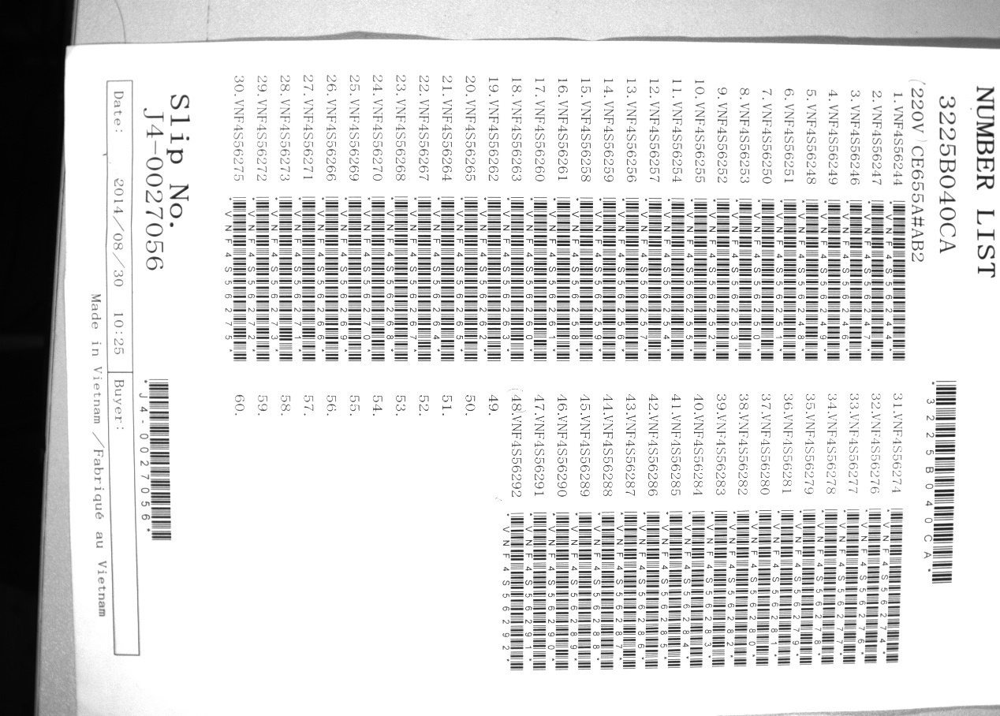 NUMBER LIST
3225B040CA
*3225B040CA*
(220V )CE655A#AB2
1.VNF4S56244 *VNF4S56244*
2.VNF4S56247 *VNF4S56247*
3.VNF4S56246 *VNF4S56246*
4.VNF4S56249 *VNF4S56249*
5.VNF4S56248 *VNF4S56248*
6.VNF4S56251 *VNF4S56251*
7.VNF4S56250 *VNF4S56250*
8.VNF4S56253 *VNF4S56253*
9.VNF4S56252 *VNF4S56252*
10.VNF4S56255 *VNF4S56255*
11.VNF4S56254 *VNF4S56254*
12.VNF4S56257 *VNF4S56257*
13.VNF4S56256 *VNF4S56256*
14.VNF4S56259 *VNF4S56259*
15.VNF4S56258 *VNF4S56258*
16.VNF4S56261 *VNF4S56261*
17.VNF4S56260 *VNF4S56260*
18.VNF4S56263 *VNF4S56263*
19.VNF4S56262 *VNF4S56262*
20.VNF4S56265 *VNF4S56265*
21.VNF4S56264 *VNF4S56264*
22.VNF4S56267 *VNF4S56267*
23.VNF4S56268 *VNF4S56268*
24.VNF4S56270 *VNF4S56270*
25.VNF4S56269 *VNF4S56269*
26.VNF4S56266 *VNF4S56266*
27.VNF4S56271 *VNF4S56271*
28.VNF4S56273 *VNF4S56273*
29.VNF4S56272 *VNF4S56272*
30.VNF4S56275 *VNF4S56275*
31.VNF4S56274 *VNF4S56274*
32.VNF4S56276 *VNF4S56276*
33.VNF4S56277 *VNF4S56277*
34.VNF4S56278 *VNF4S56278*
35.VNF4S56279 *VNF4S56279*
36.VNF4S56281 *VNF4S56281*
37.VNF4S56280 *VNF4S56280*
38.VNF4S56282 *VNF4S56282*
39.VNF4S56283 *VNF4S56283*
40.VNF4S56284 *VNF4S56284*
41.VNF4S56285 *VNF4S56285*
42.VNF4S56286 *VNF4S56286*
43.VNF4S56287 *VNF4S56287*
44.VNF4S56288 *VNF4S56288*
45.VNF4S56289 *VNF4S56289*
46.VNF4S56290 *VNF4S56290*
47.VNF4S56291 *VNF4S56291*
48.VNF4S56292 *VNF4S56292*
49.
50.
51.
52.
53.
54.
55.
56.
57.
58.
59.
60.
Slip No.
J4-0027056
*J4-0027056*
Date: 2014/08/30 10:25 Buyer:
Made in Vietnam /Fabriqué au Vietnam